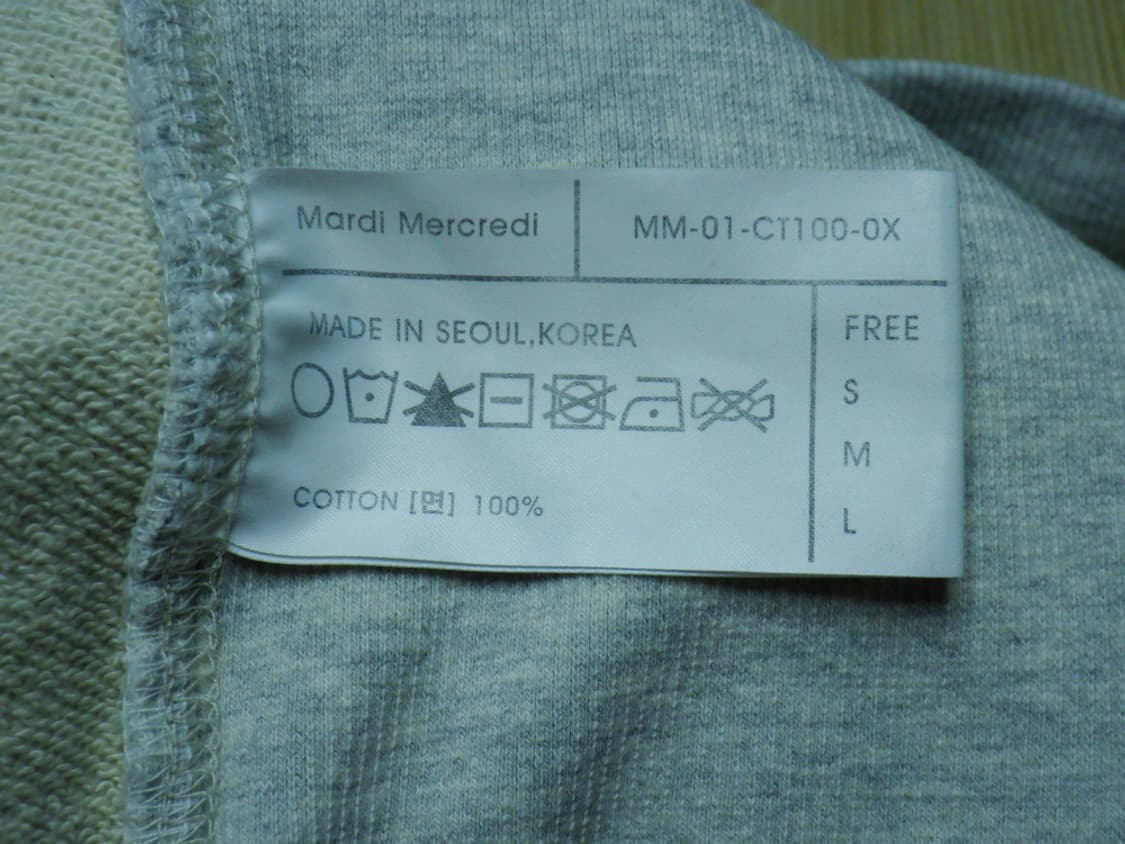 Mardi Mercredi
MM-01-CT100-0X
MADE IN SEOUL,KOREA
COTTON [면] 100%
FREE
S
M
L